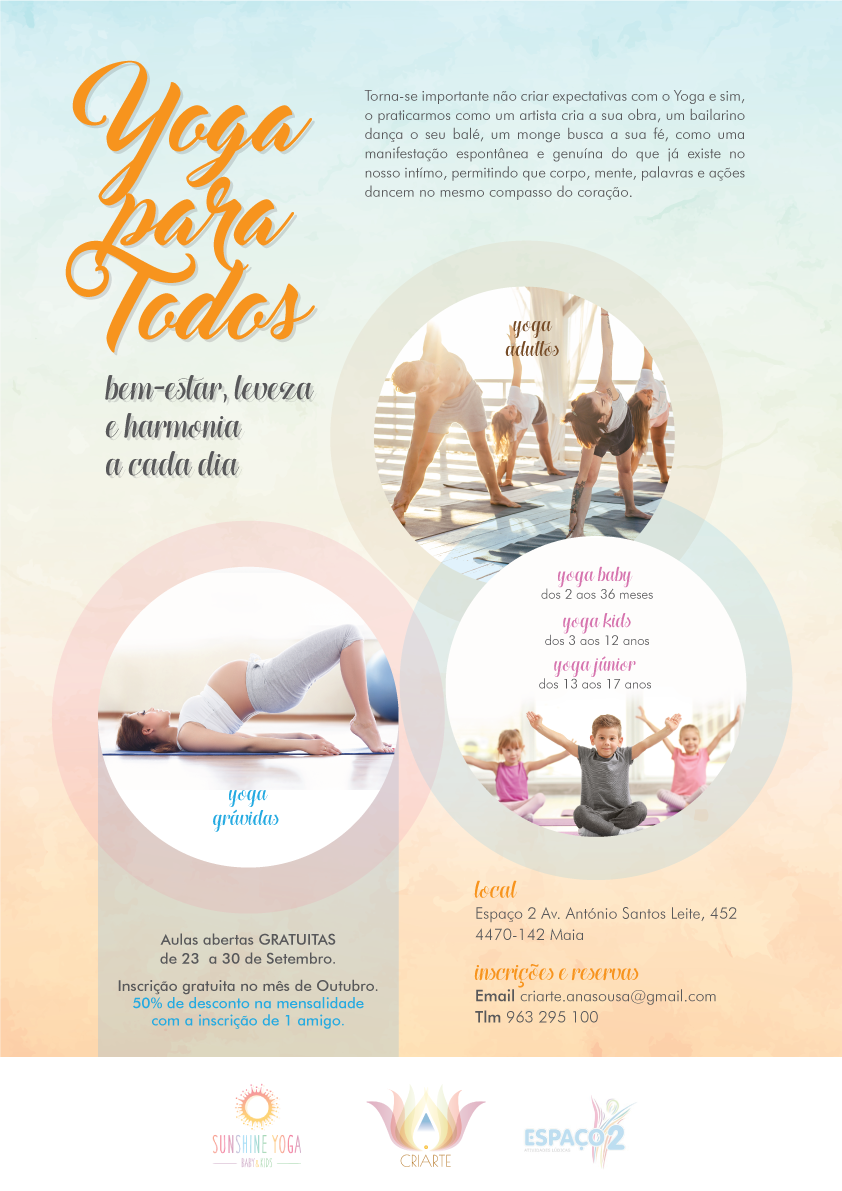 Yoga
para
Todos
bem-estar, leveza
e harmonia
a cada dia
Torna-se importante não criar expectativas com o Yoga e sim,
o praticarmos como um artista cria a sua obra, um bailarino
dança o seu balé, um monge busca a sua fé, como uma
manifestação espontânea e genuína do que já existe no
nosso intímo, permitindo que corpo, mente, palavras e ações
dancem no mesmo compasso do coração.
yoga
adultos
yoga baby
dos 2 aos 36 meses
yoga kids
dos 3 aos 12 anos
yoga júnior
dos 13 aos 17 anos
yoga
grávidas
Aulas abertas GRATUITAS
de 23 a 30 de Setembro.
Inscrição gratuita no mês de Outubro.
50% de desconto na mensalidade
com a inscrição de 1 amigo.
local
Espaço 2 Av. António Santos Leite, 452
4470-142 Maia
inscrições e reservas
Email criarte.anasousa@gmail.com
Tlm 963 295 100
SUNSHINE YOGA
BABY & KIDS
CRIARTE
ESPAÇO 2